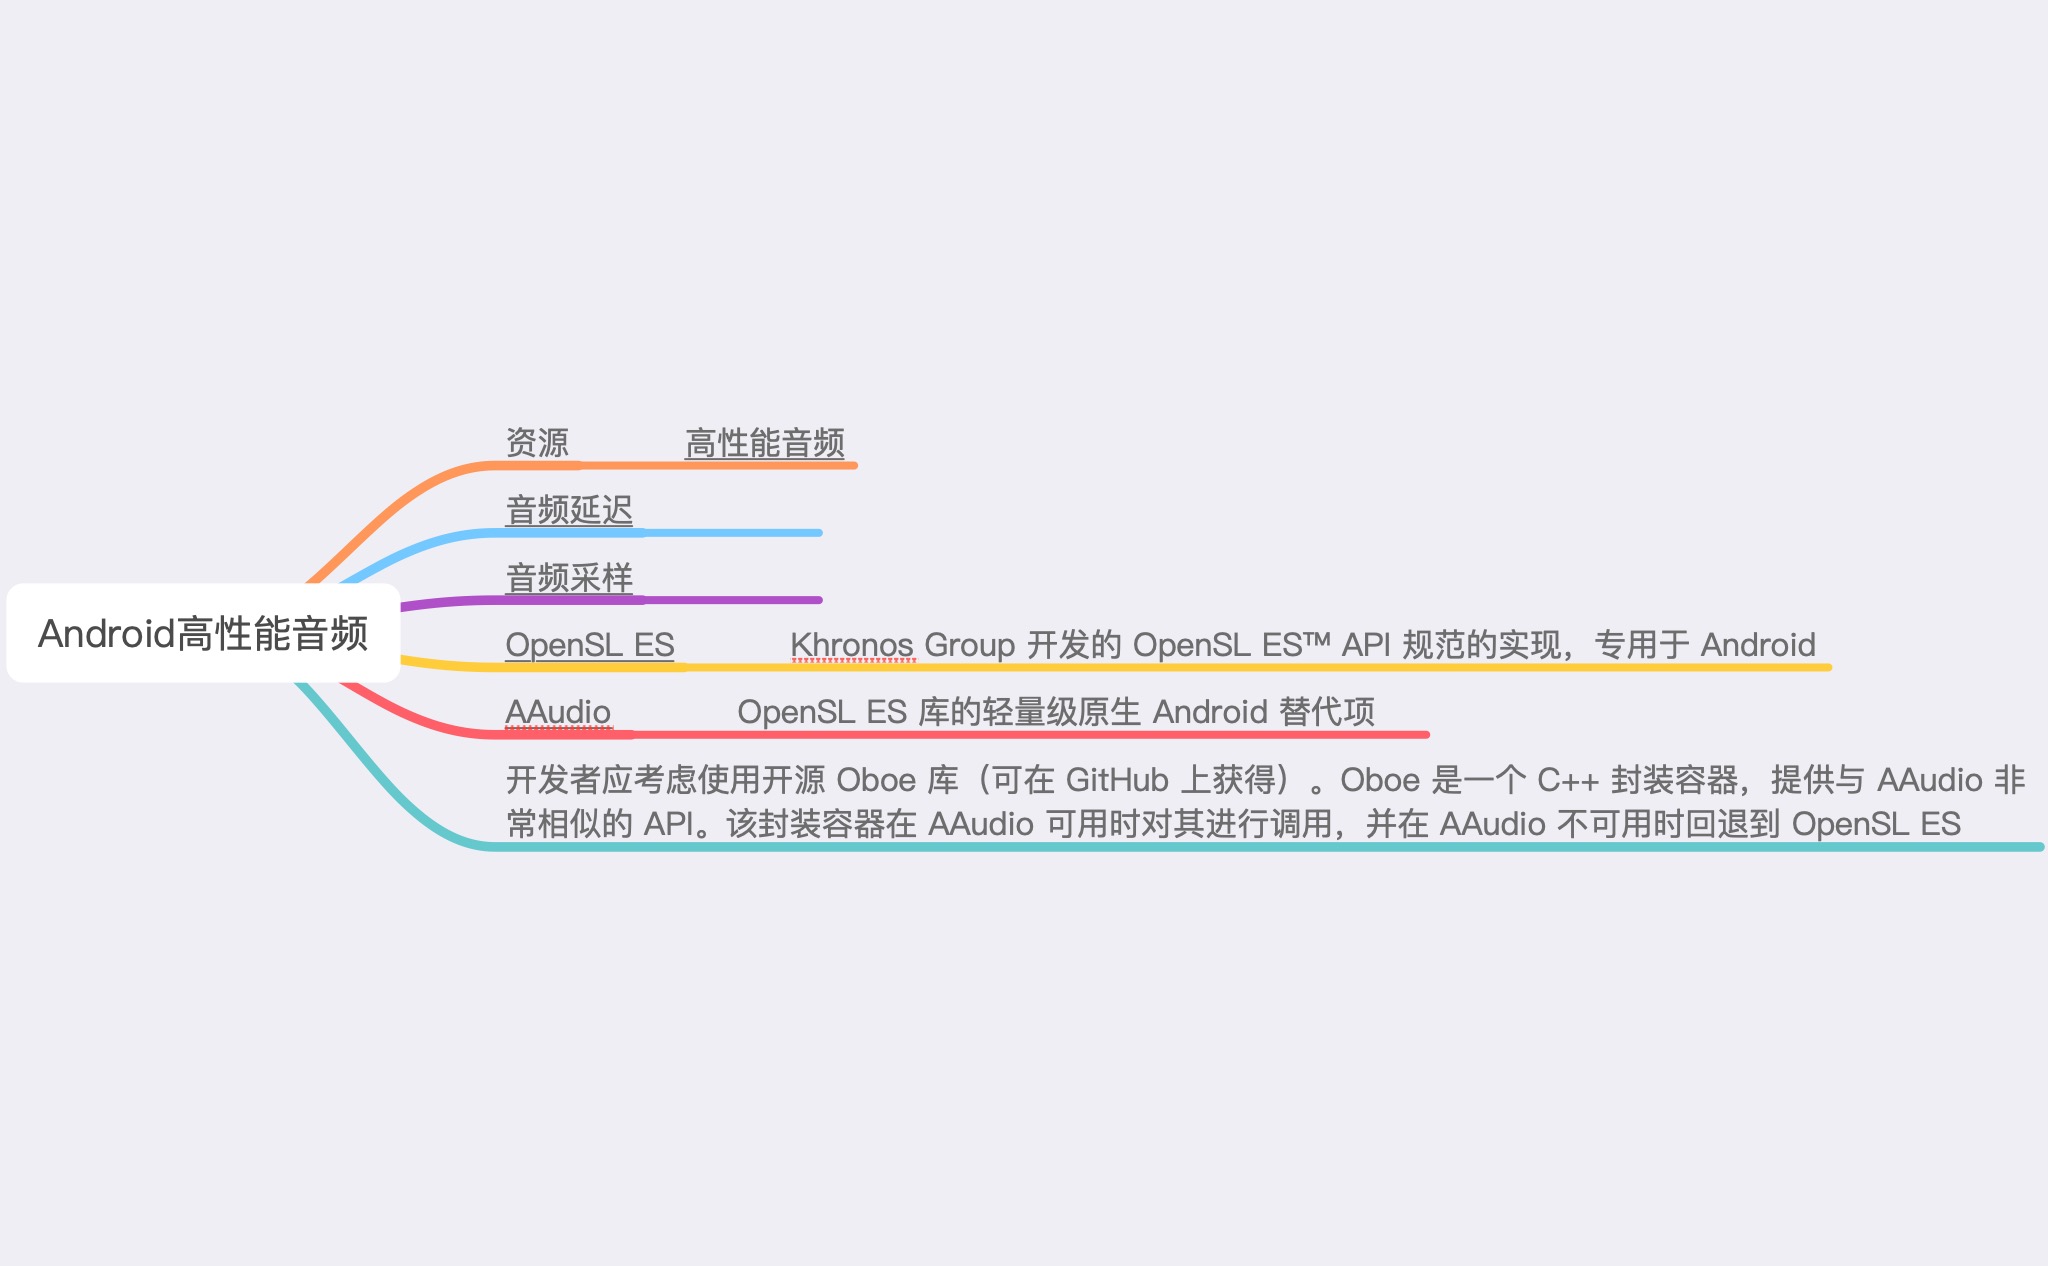 资源 高性能音频
音频延迟
音频采样
Android高性能音频
OpenSL ES Khronos Group 开发的 OpenSL ES™ API 规范的实现，专用于 Android
AAudio OpenSL ES 库的轻量级原生 Android 替代项
开发者应考虑使用开源 Oboe 库（可在 GitHub 上获得）。Oboe 是一个 C++ 封装容器，提供与 AAudio 非
常相似的 API。该封装容器在 AAudio 可用时对其进行调用，并在 AAudio 不可用时回退到 OpenSL ES